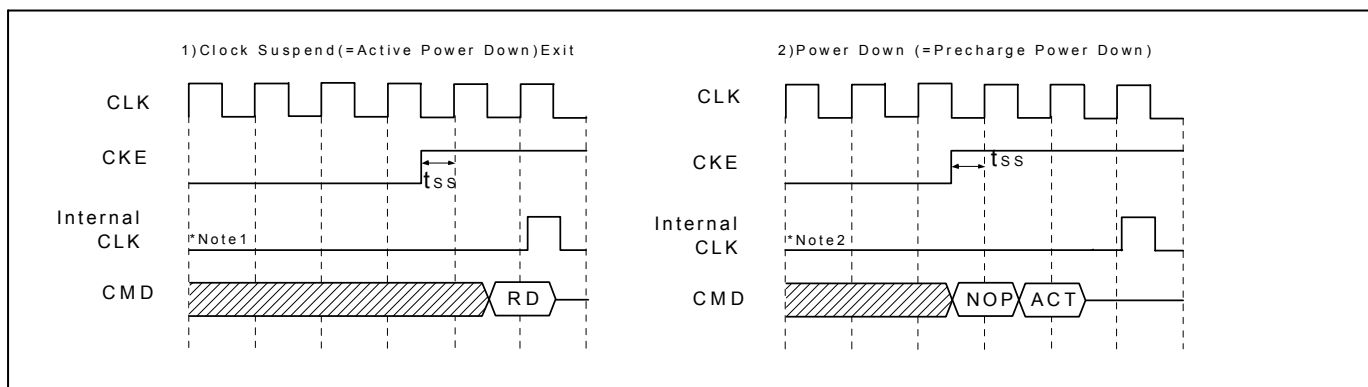 1)Clock Suspend(=Active Power Down)Exit
CLK
CKE
tss
Internal
CLK
*Note1
CMD
RD
2)Power Down (=Precharge Power Down)
CLK
CKE
tss
Internal
CLK
*Note2
CMD
NOP
ACT